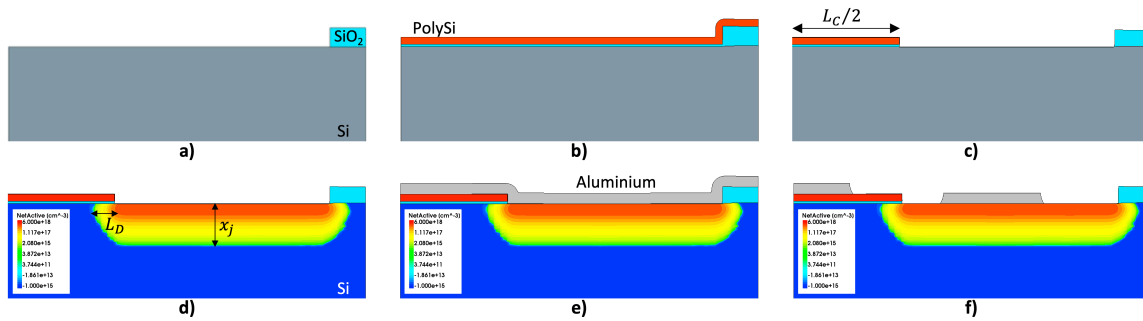 SiO₂
Si
a)
PolySi
b)
L_C/2
c)
NetActive (cm^-3)
6.000e+18
1.117e+17
2.080e+15
3.872e+13
3.744e+11
-1.861e+13
-1.000e+15
L_D
x_j
Si
d)
Aluminium
NetActive (cm^-3)
6.000e+18
1.117e+17
2.080e+15
3.872e+13
3.744e+11
-1.861e+13
-1.000e+15
e)
NetActive (cm^-3)
6.000e+18
1.117e+17
2.080e+15
3.872e+13
3.744e+11
-1.861e+13
-1.000e+15
f)